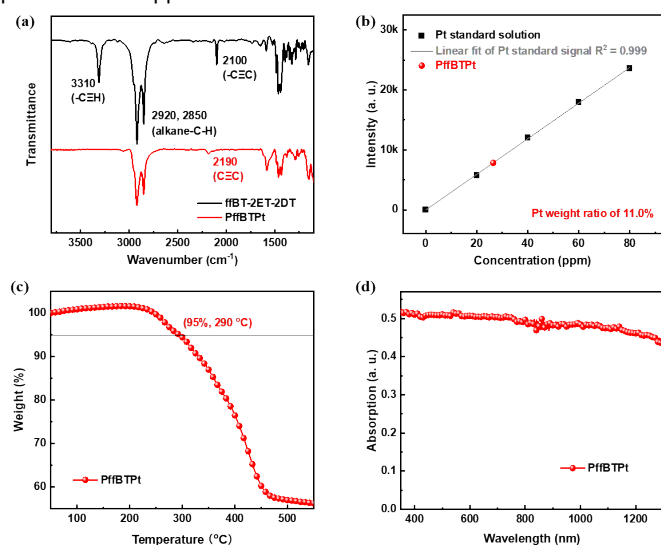 (a)
3310
(-CΞH)
2100
(-CΞC)
2920, 2850
(alkane-C-H)
2190
(CΞC)
ffBT-2ET-2DT
PffBTPt
Transmittance
3500 3000 2500 2000 1500
Wavenumber (cm⁻¹)
(b)
30k
20k
10k
0
Pt standard solution
Linear fit of Pt standard signal R² = 0.999
PffBTPt
Pt weight ratio of 11.0%
Intensity (a. u.)
0 20 40 60 80
Concentration (ppm)
(c)
100
90
80
70
60
(95%, 290 °C)
PffBTPt
Weight (%)
100 200 300 400 500
Temperature (°C)
(d)
0.5
0.4
0.3
0.2
0.1
0.0
PffBTPt
Absorption (a. u.)
400 600 800 1000 1200
Wavelength (nm)